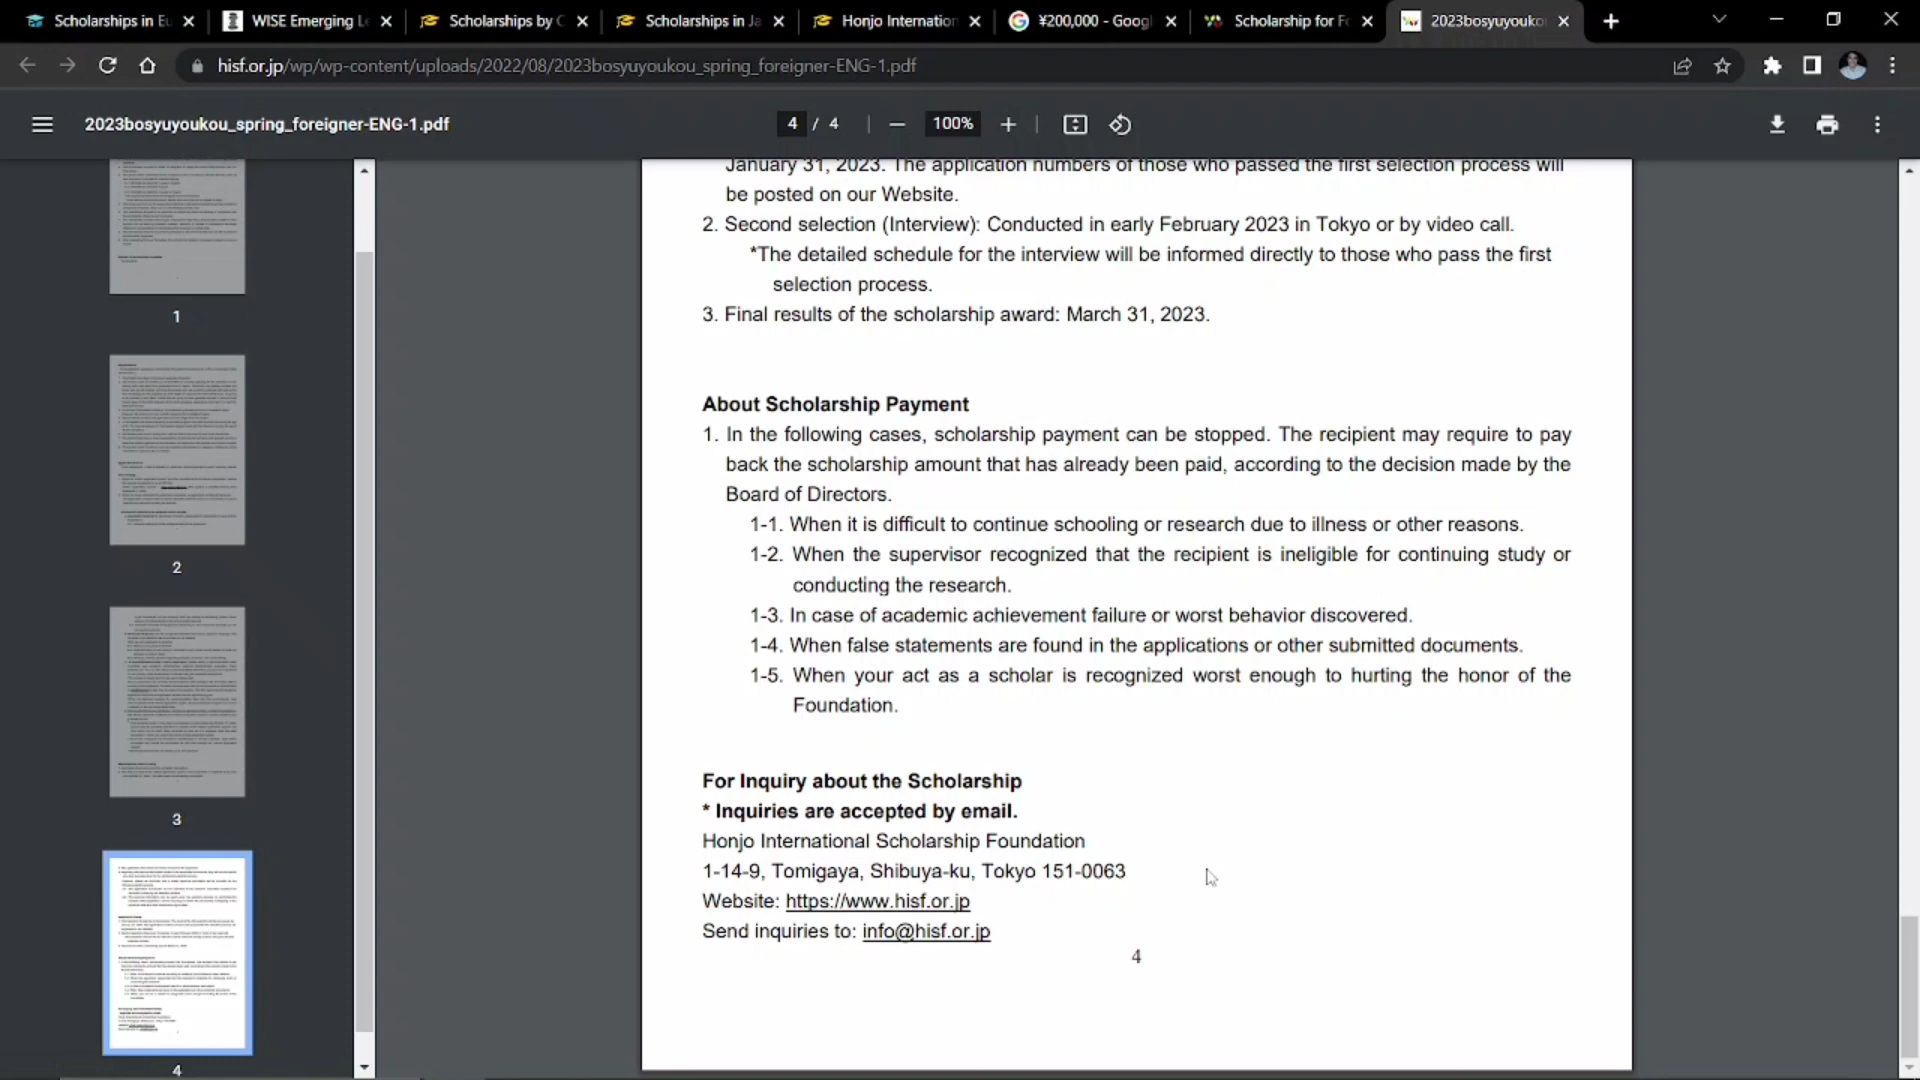 Scholarships in Eu
WISE Emerging Le
Scholarships by C
Scholarships in Ja
Honjo Internation
¥200,000 - Googl
Scholarship for Fo
2023bosyuyoukou
hisf.or.jp/wp/wp-content/uploads/2022/08/2023bosyuyoukou_spring_foreigner-ENG-1.pdf
2023bosyuyoukou_spring_foreigner-ENG-1.pdf
4 / 4
100%
1
2
3
4
January 31, 2023. The application numbers of those who passed the first selection process will
be posted on our Website.
2. Second selection (Interview): Conducted in early February 2023 in Tokyo or by video call.
*The detailed schedule for the interview will be informed directly to those who pass the first
selection process.
3. Final results of the scholarship award: March 31, 2023.
About Scholarship Payment
1. In the following cases, scholarship payment can be stopped. The recipient may require to pay
back the scholarship amount that has already been paid, according to the decision made by the
Board of Directors.
1-1. When it is difficult to continue schooling or research due to illness or other reasons.
1-2. When the supervisor recognized that the recipient is ineligible for continuing study or
conducting the research.
1-3. In case of academic achievement failure or worst behavior discovered.
1-4. When false statements are found in the applications or other submitted documents.
1-5. When your act as a scholar is recognized worst enough to hurting the honor of the
Foundation.
For Inquiry about the Scholarship
* Inquiries are accepted by email.
Honjo International Scholarship Foundation
1-14-9, Tomigaya, Shibuya-ku, Tokyo 151-0063
Website: https://www.hisf.or.jp
Send inquiries to: info@hisf.or.jp
4